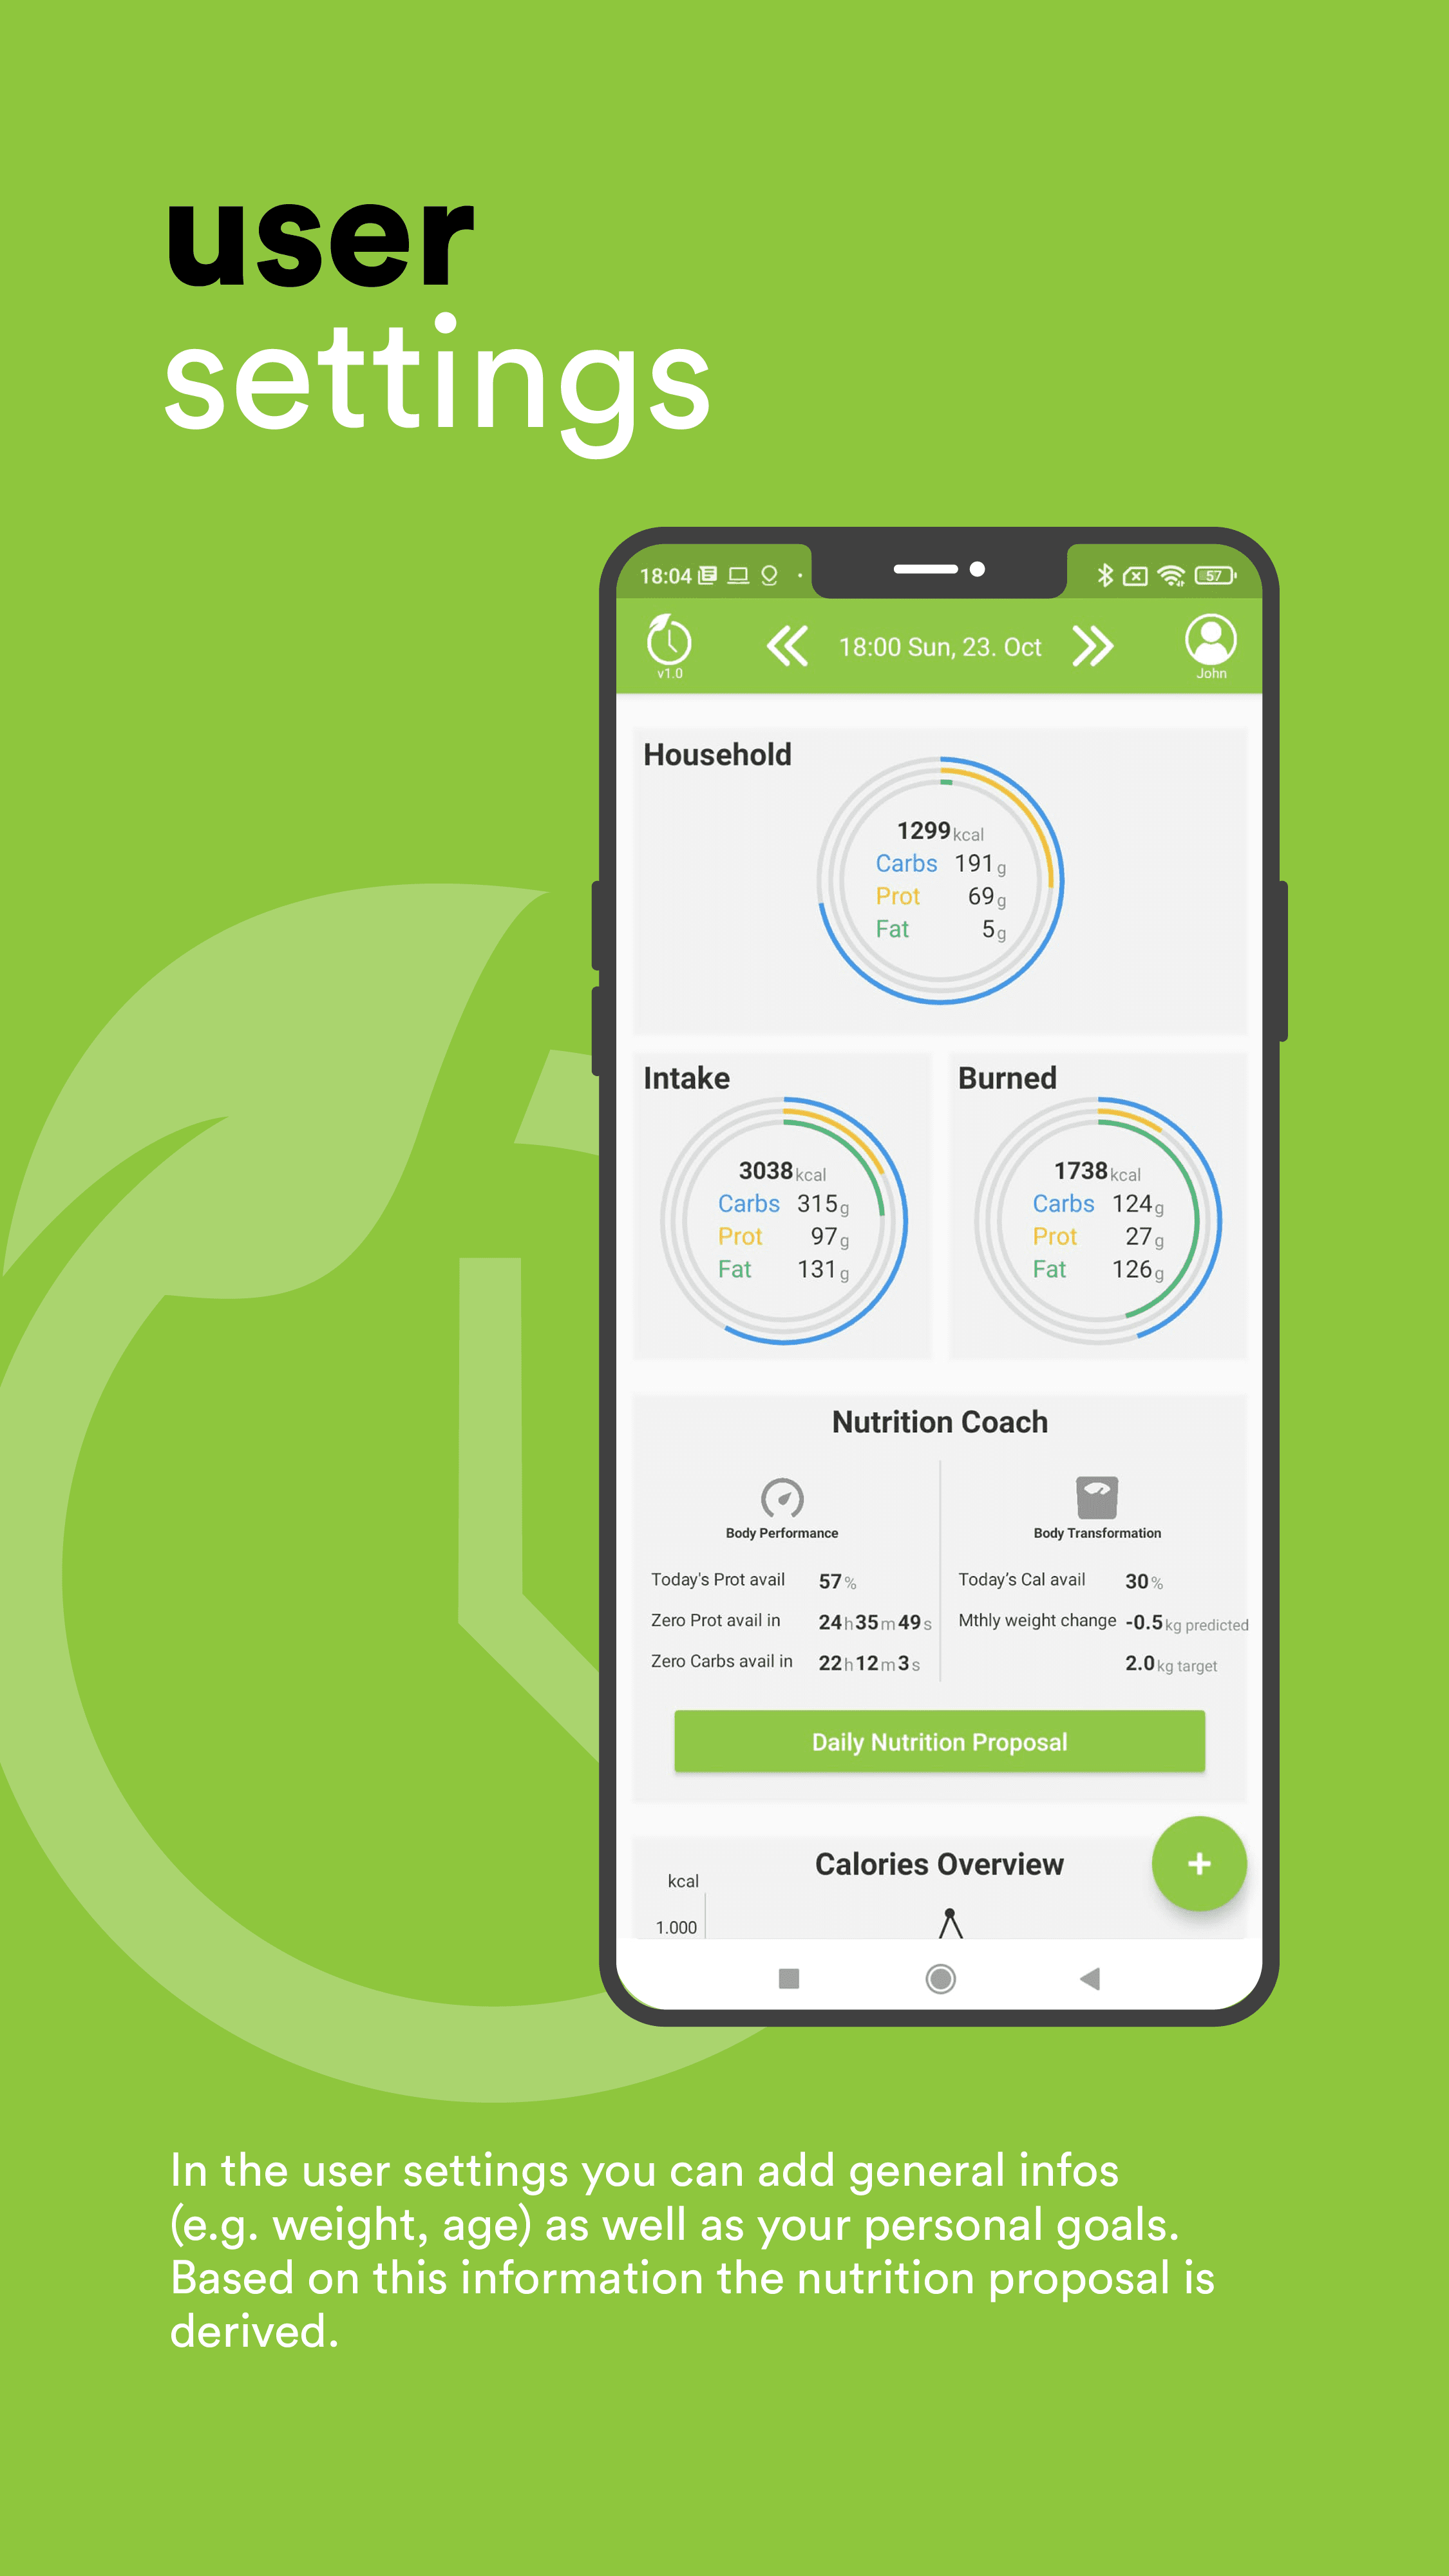 user
settings
18:04
57
v1.0
18:00 Sun, 23. Oct
John
Household
1299 kcal
Carbs 191 g
Prot 69 g
Fat 5 g
Intake
3038 kcal
Carbs 315 g
Prot 97 g
Fat 131 g
Burned
1738 kcal
Carbs 124 g
Prot 27 g
Fat 126 g
Nutrition Coach
Body Performance
Today's Prot avail 57 %
Zero Prot avail in 24 h 35 m 49 s
Zero Carbs avail in 22 h 12 m 3 s
Body Transformation
Today's Cal avail 30 %
Mthly weight change -0.5 kg predicted
2.0 kg target
Daily Nutrition Proposal
Calories Overview
kcal
1.000
+
In the user settings you can add general infos
(e.g. weight, age) as well as your personal goals.
Based on this information the nutrition proposal is
derived.